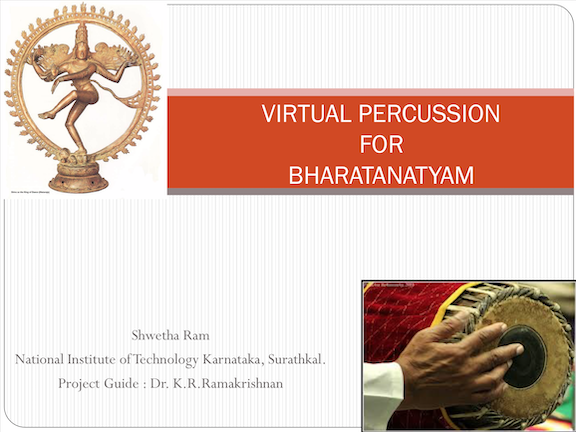 VIRTUAL PERCUSSION
FOR
BHARATANATYAM
Shwetha Ram
National Institute of Technology Karnataka, Surathkal.
Project Guide : Dr. K.R.Ramakrishnan